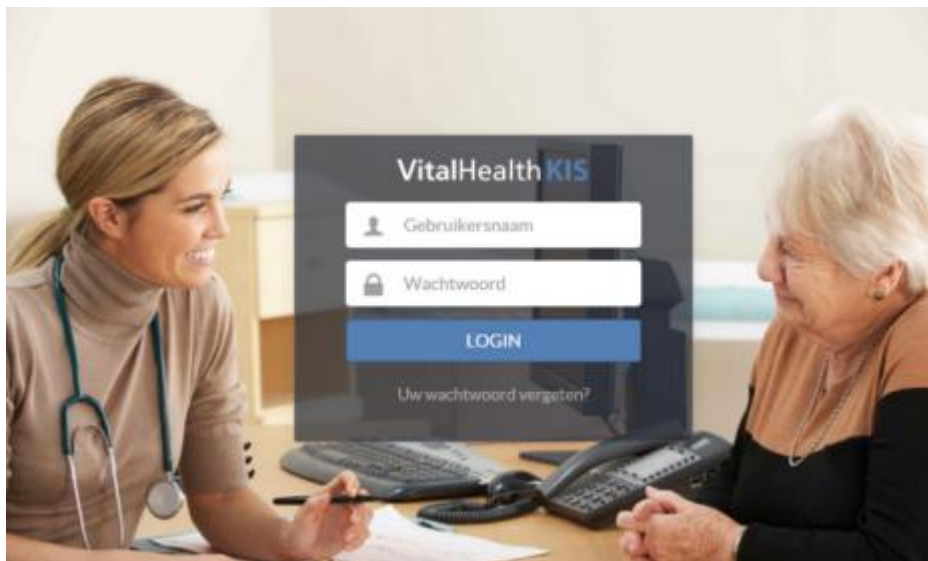 VitalHealth KIS
Gebruikersnaam
Wachtwoord
LOGIN
Uw wachtwoord vergeten?